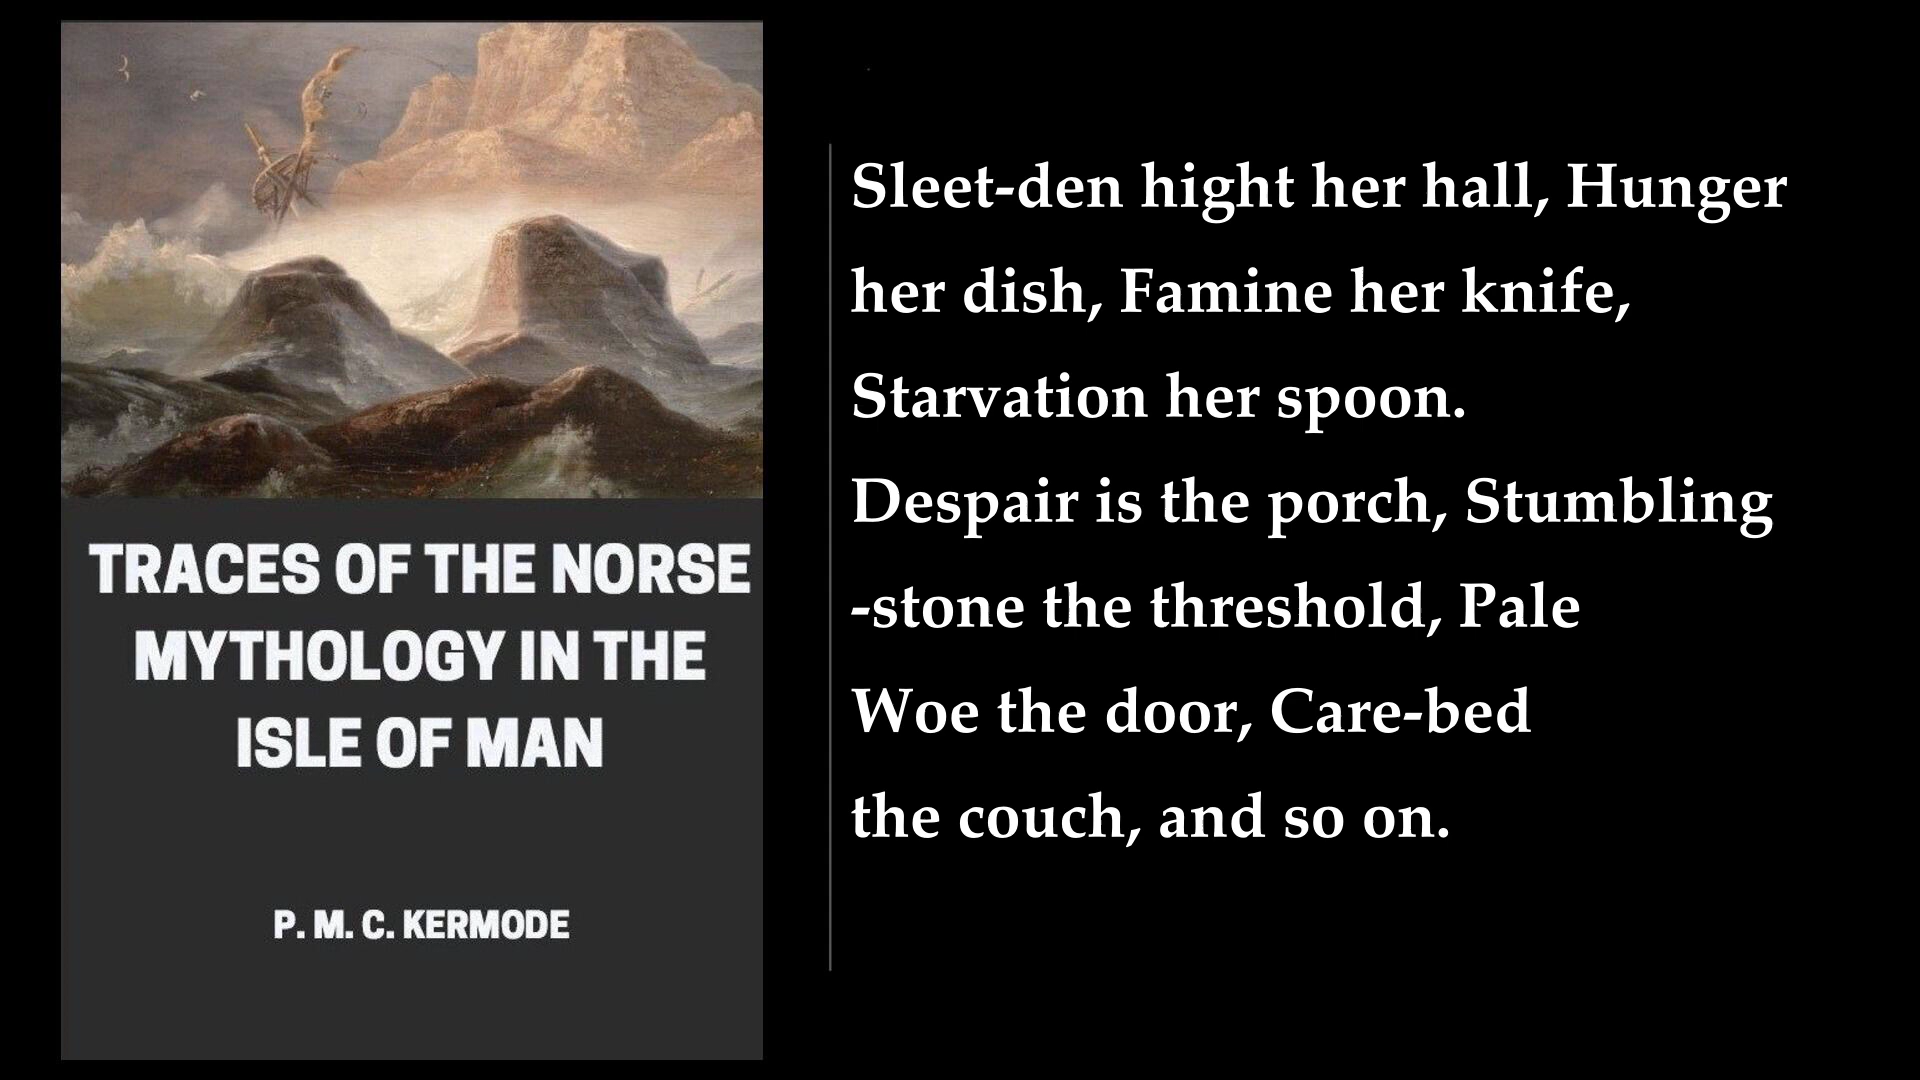 TRACES OF THE NORSE
MYTHOLOGY IN THE
ISLE OF MAN
P. M. C. KERMODE
Sleet-den hight her hall, Hunger
her dish, Famine her knife,
Starvation her spoon.
Despair is the porch, Stumbling
-stone the threshold, Pale
Woe the door, Care-bed
the couch, and so on.